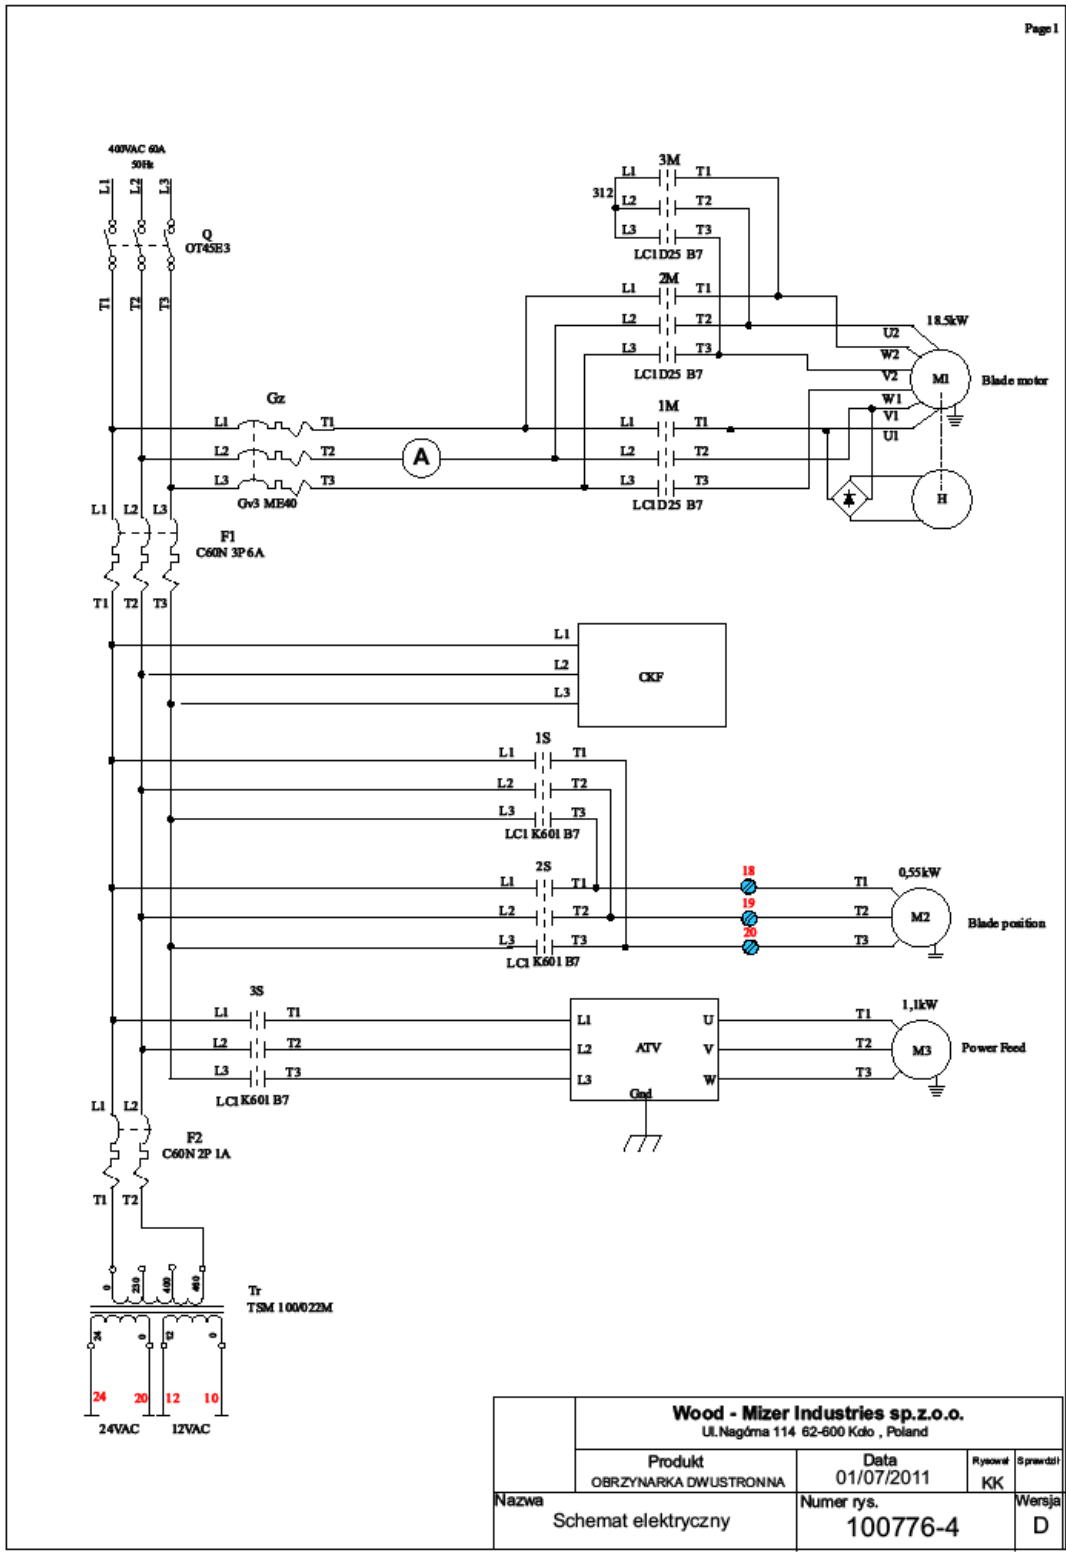 Page 1
400VAC 60A
50Hz
L1 L2 L3
Q
OT45E3
T1 T2 T3
3M
L1 T1
312
L2 T2
L3 T3
LC1D25 B7
2M
L1 T1
L2 T2
L3 T3
LC1D25 B7
18.5kW
U2
W2
V2
W1
V1
U1
M1
Blade motor
H
Gz
L1 T1
L2 T2
L3 T3
Gv3 ME40
A
1M
L1 T1
L2 T2
L3 T3
LC1D25 B7
L1 L2 L3
F1
C60N 3P 6A
T1 T2 T3
L1
L2
L3
CKF
1S
L1 T1
L2 T2
L3 T3
LC1 K601 B7
2S
L1 T1
L2 T2
L3 T3
LC1 K601 B7
18
19
20
0,55kW
T1
T2
T3
M2
Blade position
3S
L1 T1
L2 T2
L3 T3
LC1 K601 B7
L1 U
L2 ATV V
L3 W
Gnd
1,1kW
T1
T2
T3
M3
Power Feed
L1 L2
F2
C60N 2P 1A
T1 T2
0 230 400 460
Tr
TSM 100/022M
24 0 12 0
24 20 12 10
24VAC 12VAC
Wood - Mizer Industries sp.z.o.o.
Ul.Nagórna 114 62-600 Koło , Poland
Produkt
OBRZYNARKA DWUSTRONNA
Data
01/07/2011
Rysował
KK
Sprawdził
Nazwa
Schemat elektryczny
Numer rys.
100776-4
Wersja
D